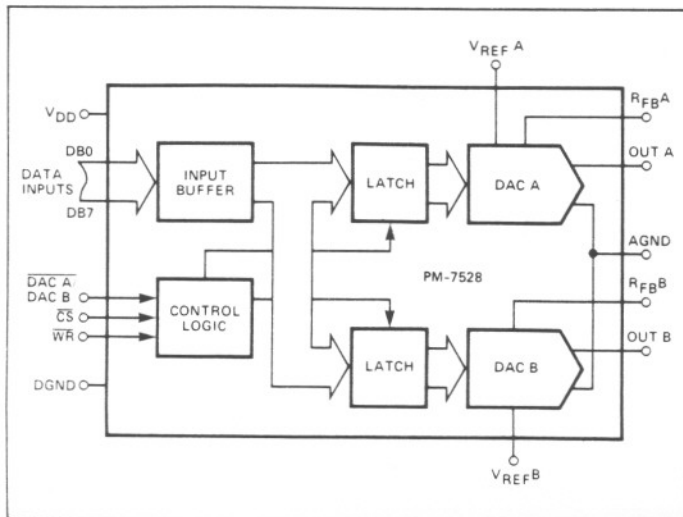 V_REF A
V_DD
R_FB A
DB0
OUT A
DATA INPUTS
INPUT BUFFER
LATCH
DAC A
DB7
AGND
PM-7528
DAC A/
DAC B
R_FB B
CS
CONTROL LOGIC
WR
OUT B
LATCH
DAC B
DGND
V_REF B